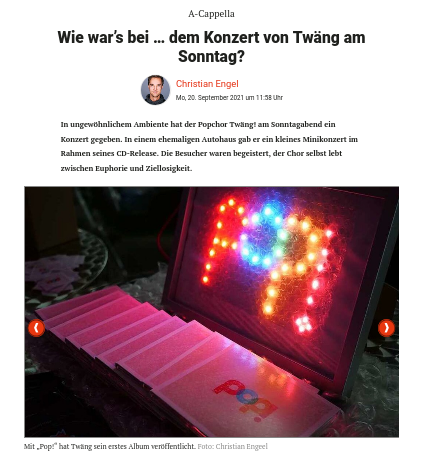 A-Cappella
Wie war’s bei ... dem Konzert von Twäng am
Sonntag?
Christian Engel
Mo, 20. September 2021 um 11:58 Uhr
In ungewöhnlichem Ambiente hat der Popchor Twäng! am Sonntagabend ein
Konzert gegeben. In einem ehemaligen Autohaus gab er ein kleines Minikonzert im
Rahmen seines CD-Release. Die Besucher waren begeistert, der Chor selbst lebt
zwischen Euphorie und Ziellosigkeit.
POP!
pop!
Mit „Pop!“ hat Twäng sein erstes Album veröffentlicht. Foto: Christian Engeel